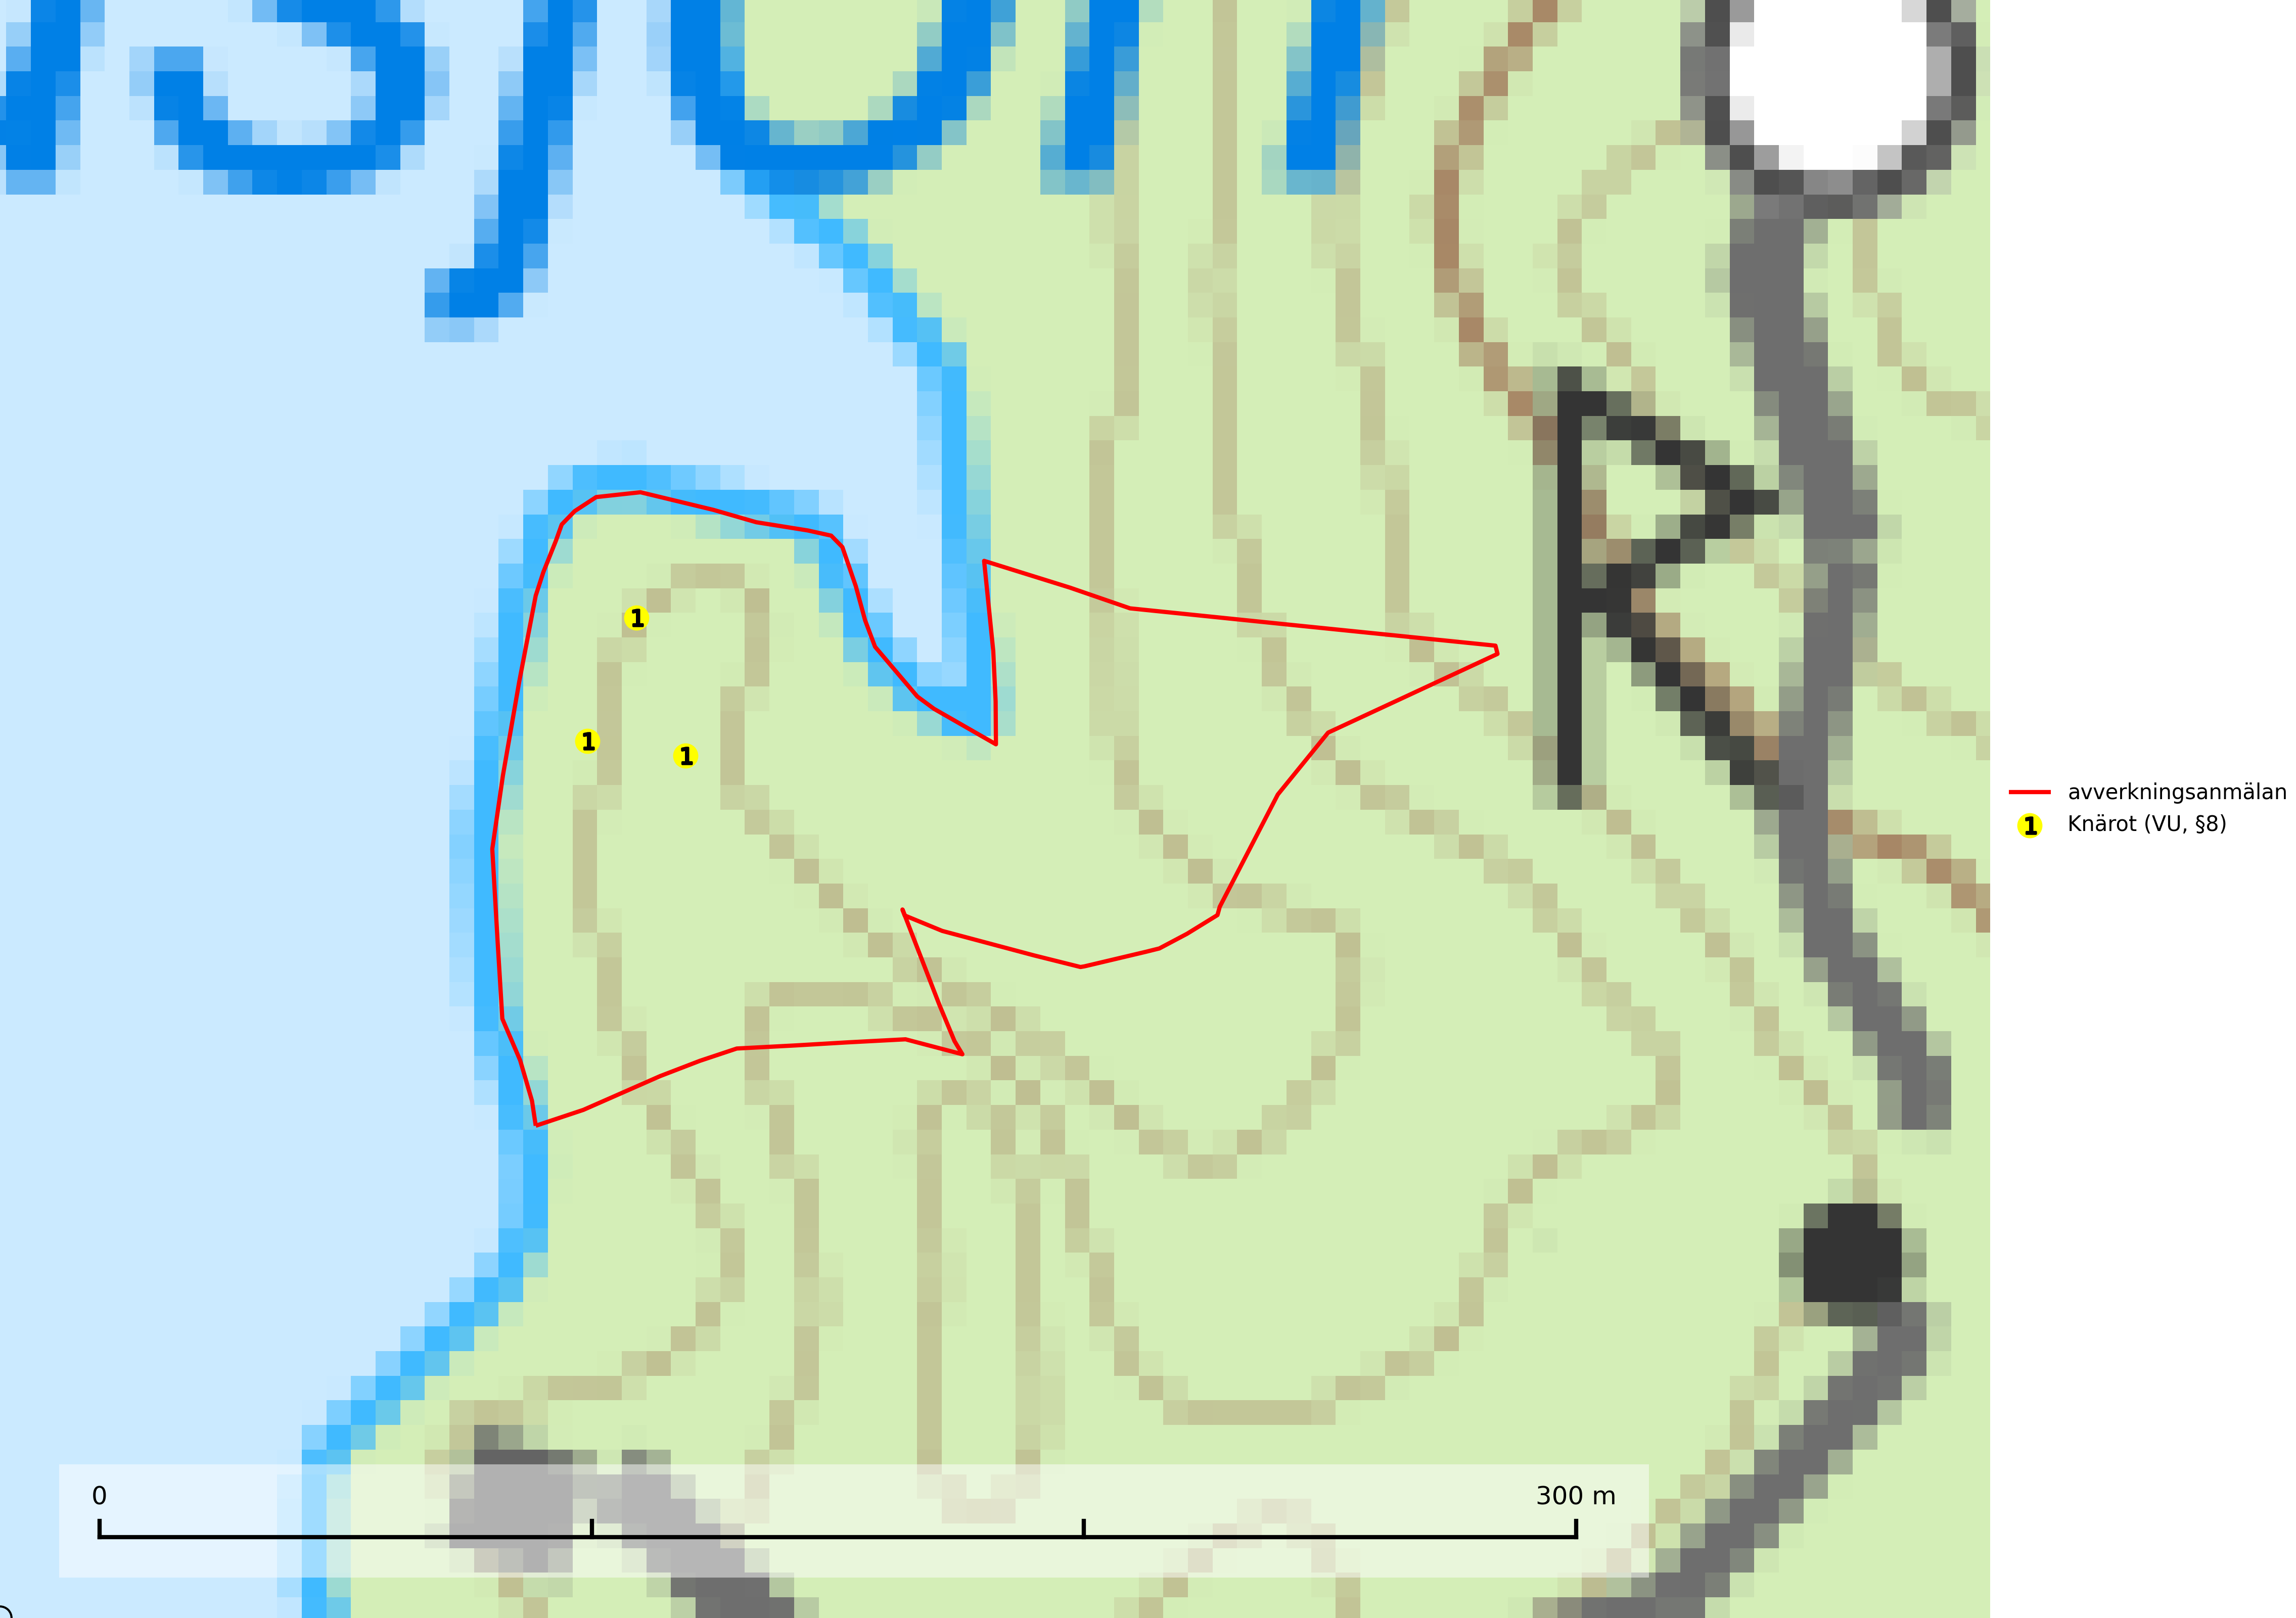 1
1
1
avverkningsanmälan
1 Knärot (VU, §8)
0 300 m